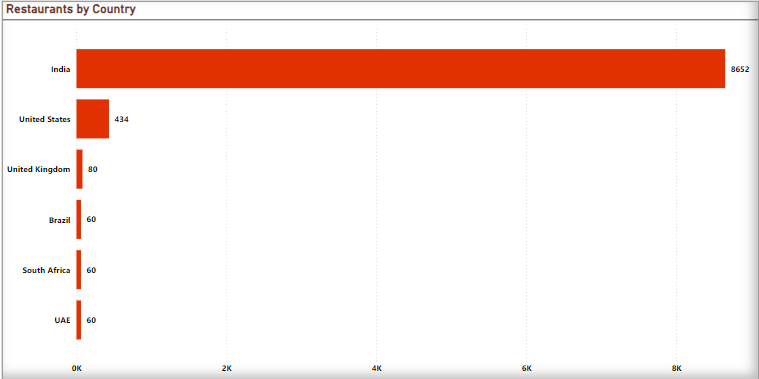 Restaurants by Country
India 8652
United States 434
United Kingdom 80
Brazil 60
South Africa 60
UAE 60
0K 2K 4K 6K 8K